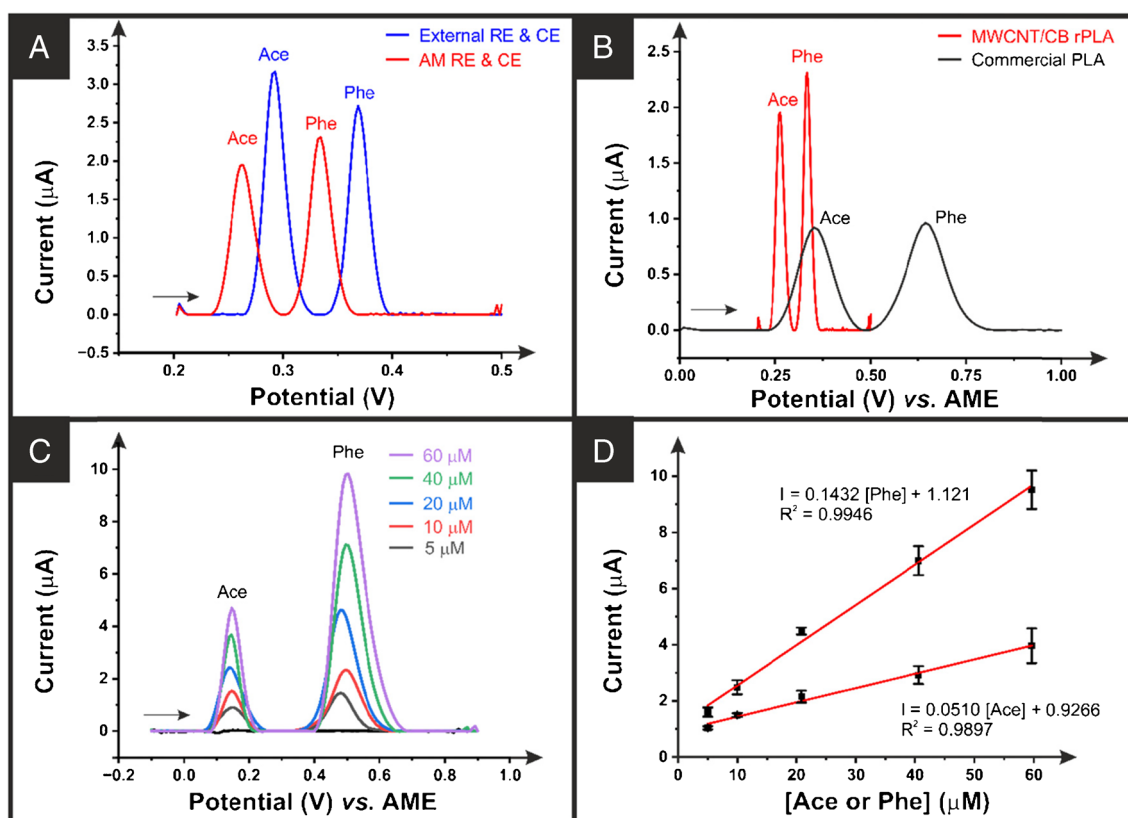 A
External RE & CE
AM RE & CE
Ace
Phe
Ace
Phe
3.5
3.0
2.5
2.0
1.5
1.0
0.5
0.0
−0.5
Current (μA)
0.2
0.3
0.4
0.5
Potential (V)
B
MWCNT/CB rPLA
Commercial PLA
Phe
Ace
Ace
Phe
2.5
2.0
1.5
1.0
0.5
0.0
Current (μA)
0.00
0.25
0.50
0.75
1.00
Potential (V) vs. AME
C
Phe
60 μM
40 μM
20 μM
10 μM
5 μM
Ace
10
8
6
4
2
0
Current (μA)
−0.2
0.0
0.2
0.4
0.6
0.8
1.0
Potential (V) vs. AME
D
I = 0.1432 [Phe] + 1.121
R² = 0.9946
I = 0.0510 [Ace] + 0.9266
R² = 0.9897
10
8
6
4
2
0
Current (μA)
0
10
20
30
40
50
60
[Ace or Phe] (μM)